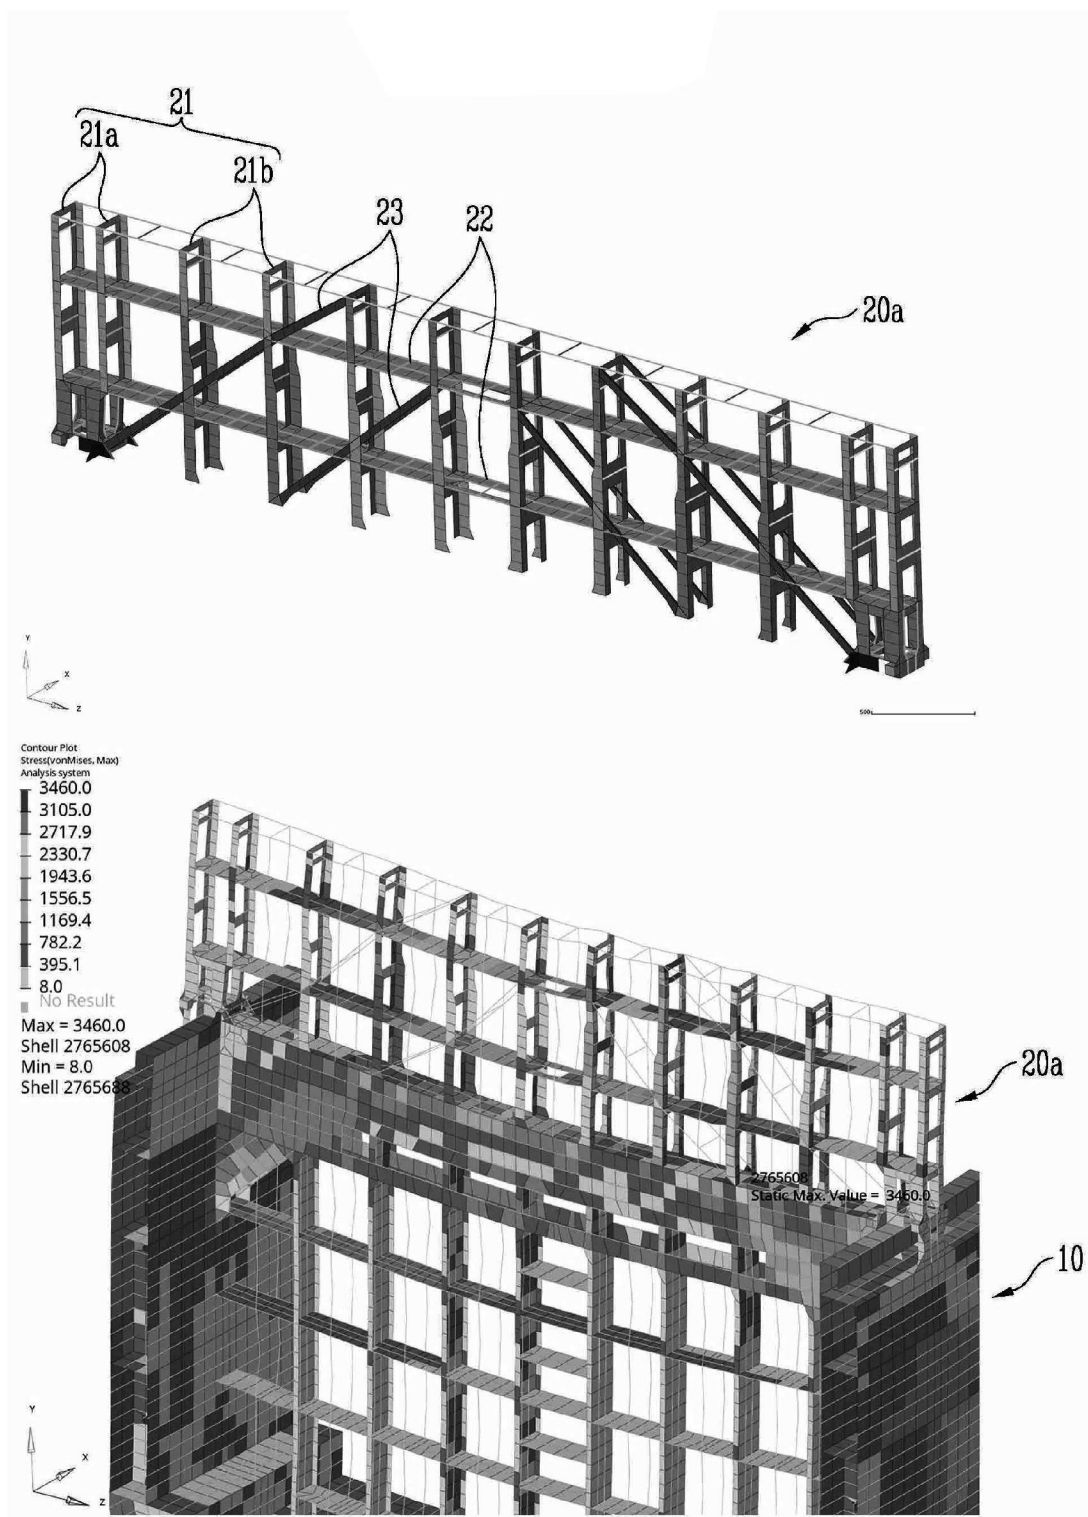 21
21a
21b
23
22
20a
Y
X
Z
500
Contour Plot
Stress(vonMises, Max)
Analysis system
3460.0
3105.0
2717.9
2330.7
1943.6
1556.5
1169.4
782.2
395.1
8.0
No Result
Max = 3460.0
Shell 2765608
Min = 8.0
Shell 2765688
20a
2765608
Static Max. Value = 3460.0
10
Y
X
Z